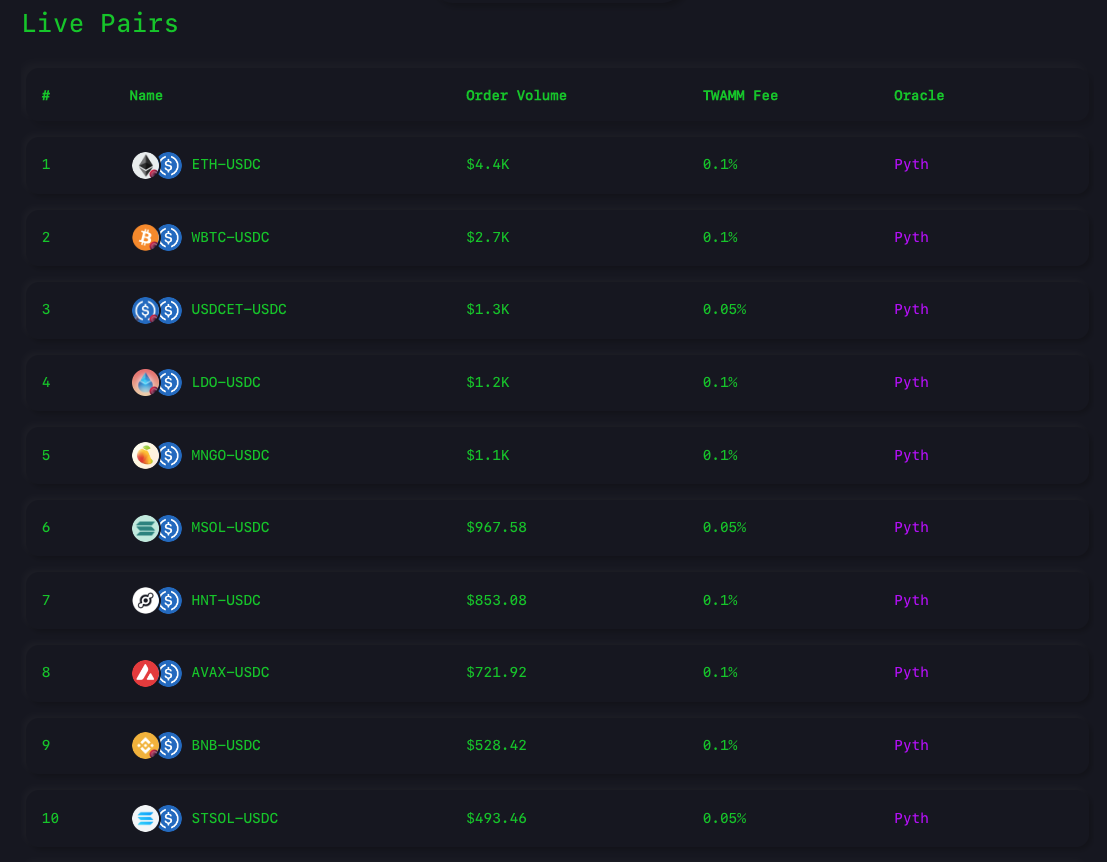 Live Pairs
# Name Order Volume TWAMM Fee Oracle
1 ETH-USDC $4.4K 0.1% Pyth
2 WBTC-USDC $2.7K 0.1% Pyth
3 USDCET-USDC $1.3K 0.05% Pyth
4 LDO-USDC $1.2K 0.1% Pyth
5 MNGO-USDC $1.1K 0.1% Pyth
6 MSOL-USDC $967.58 0.05% Pyth
7 HNT-USDC $853.08 0.1% Pyth
8 AVAX-USDC $721.92 0.1% Pyth
9 BNB-USDC $528.42 0.1% Pyth
10 STSOL-USDC $493.46 0.05% Pyth